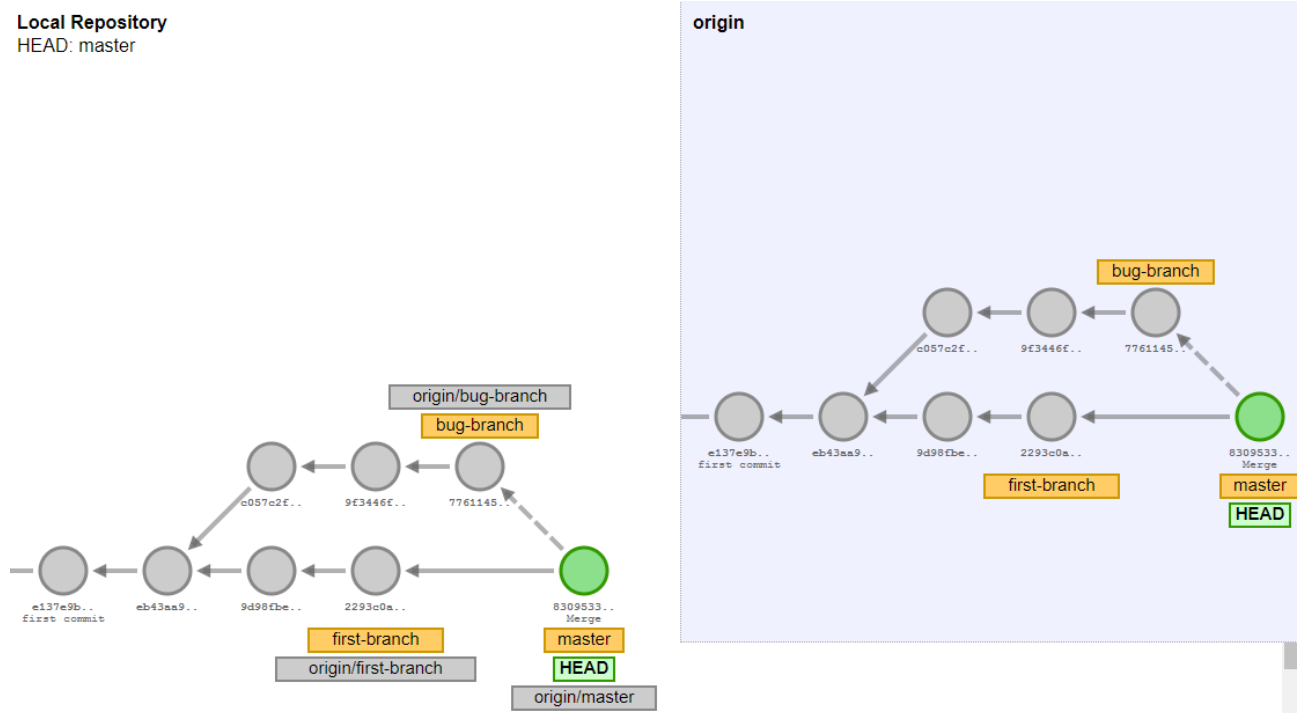 Local Repository
HEAD: master
origin/bug-branch
bug-branch
c057c2f..
9f3446f..
7761145..
e137e9b..
first commit
eb43aa9..
9d98fbe..
2293c0a..
8309533..
Merge
first-branch
origin/first-branch
master
HEAD
origin/master
origin
bug-branch
c057c2f..
9f3446f..
7761145..
e137e9b..
first commit
eb43aa9..
9d98fbe..
2293c0a..
8309533..
Merge
first-branch
master
HEAD